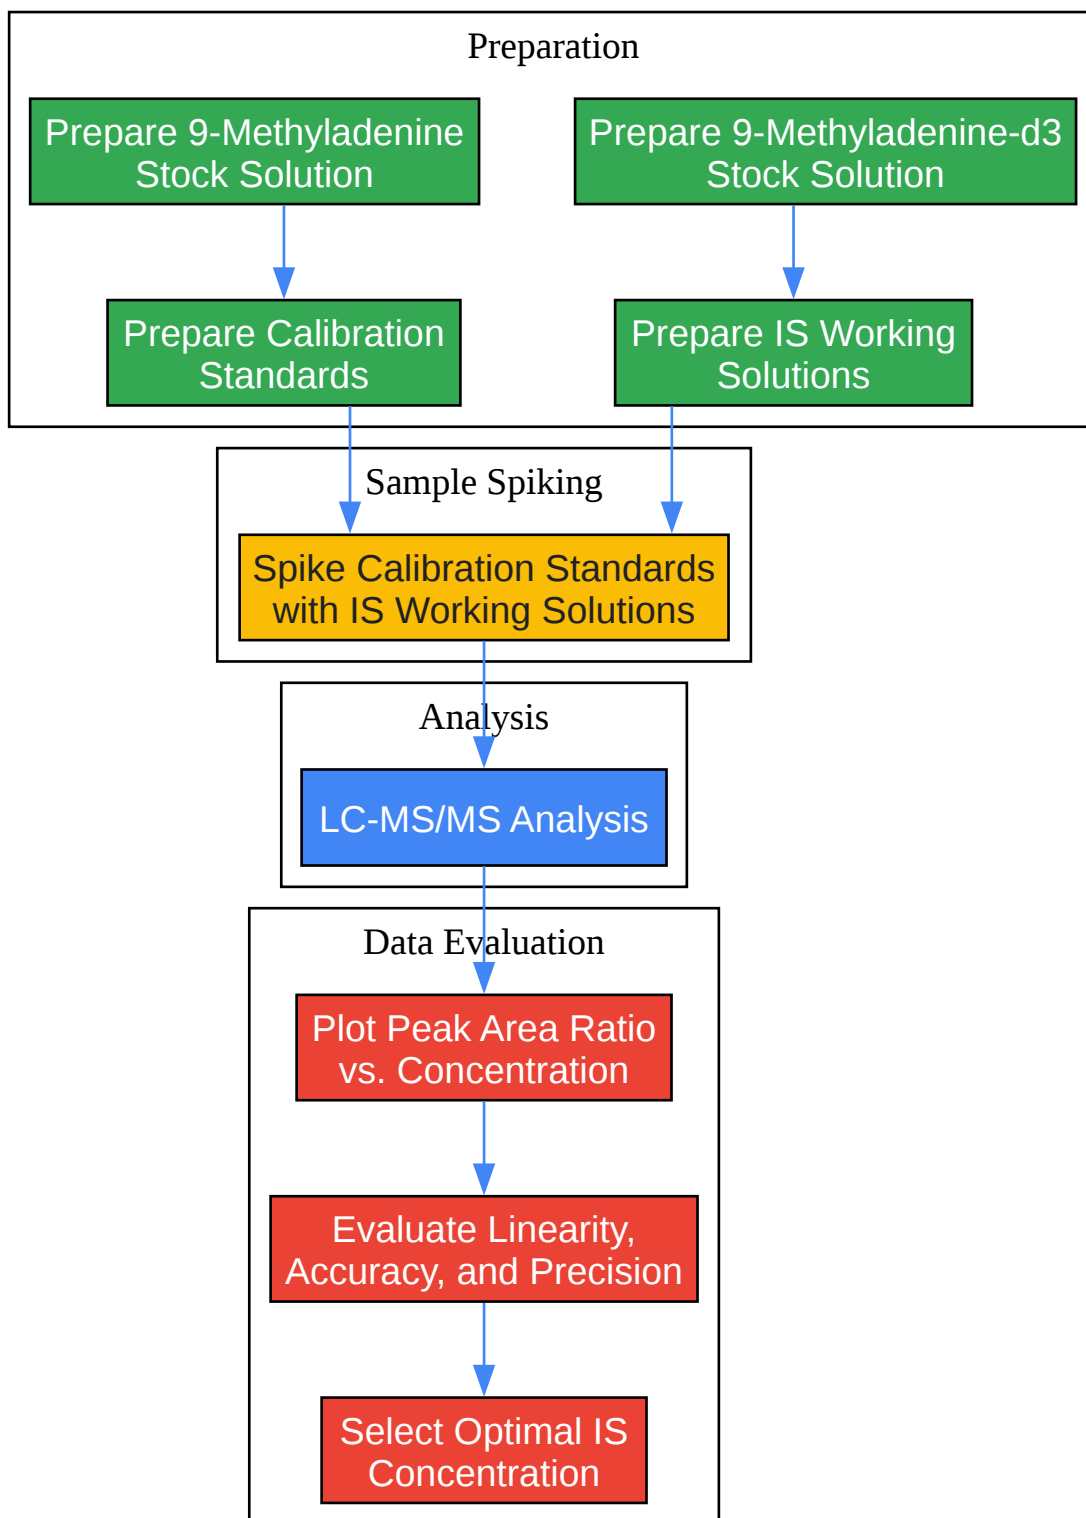 Preparation
Prepare 9-Methyladenine
Stock Solution
Prepare 9-Methyladenine-d3
Stock Solution
Prepare Calibration
Standards
Prepare IS Working
Solutions
Sample Spiking
Spike Calibration Standards
with IS Working Solutions
Analysis
LC-MS/MS Analysis
Data Evaluation
Plot Peak Area Ratio
vs. Concentration
Evaluate Linearity,
Accuracy, and Precision
Select Optimal IS
Concentration